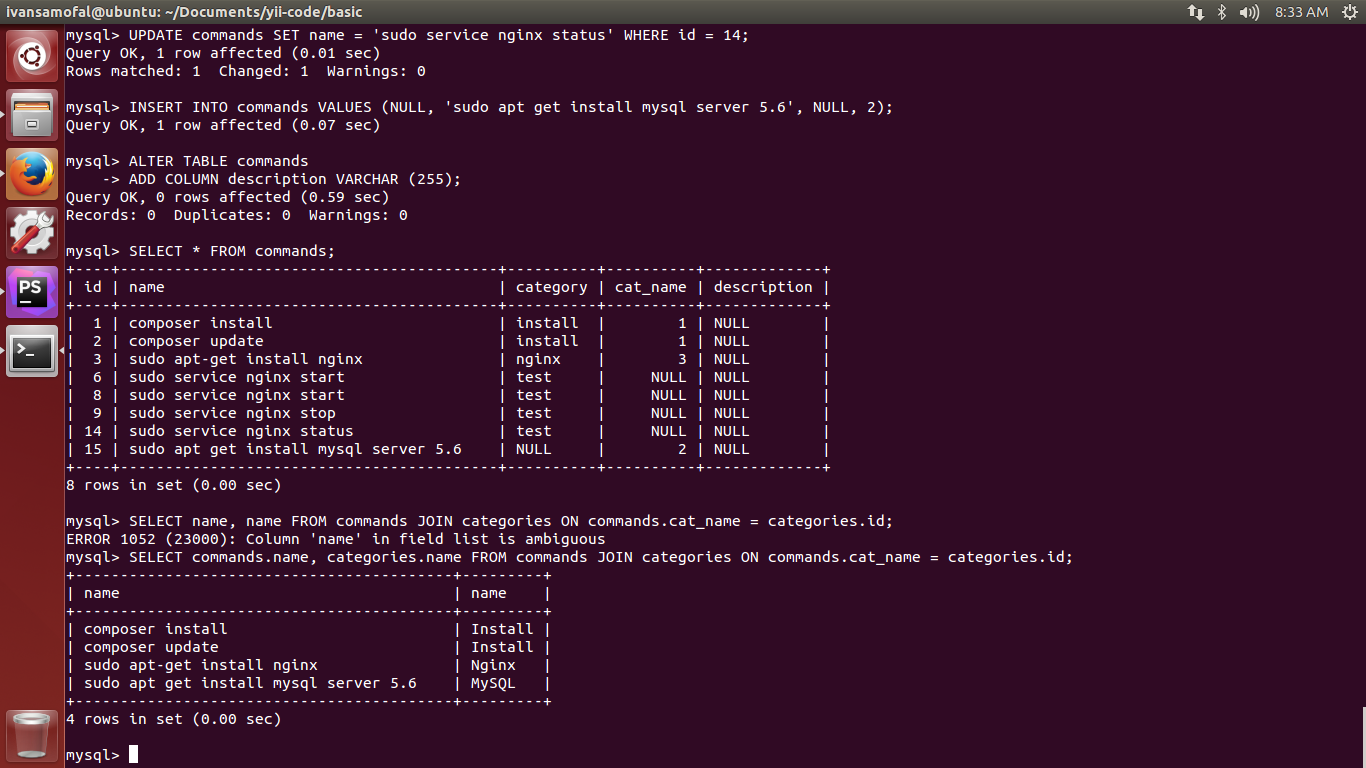 ivansamofal@ubuntu: ~/Documents/yii-code/basic
8:33 AM
mysql> UPDATE commands SET name = 'sudo service nginx status' WHERE id = 14;
Query OK, 1 row affected (0.01 sec)
Rows matched: 1  Changed: 1  Warnings: 0
mysql> INSERT INTO commands VALUES (NULL, 'sudo apt get install mysql server 5.6', NULL, 2);
Query OK, 1 row affected (0.07 sec)
mysql> ALTER TABLE commands
    -> ADD COLUMN description VARCHAR (255);
Query OK, 0 rows affected (0.59 sec)
Records: 0  Duplicates: 0  Warnings: 0
mysql> SELECT * FROM commands;
+----+------------------------------------------+----------+----------+-------------+
| id | name                                     | category | cat_name | description |
+----+------------------------------------------+----------+----------+-------------+
|  1 | composer install                         | install  |        1 | NULL        |
|  2 | composer update                          | install  |        1 | NULL        |
|  3 | sudo apt-get install nginx               | nginx    |        3 | NULL        |
|  6 | sudo service nginx start                 | test     |     NULL | NULL        |
|  8 | sudo service nginx start                 | test     |     NULL | NULL        |
|  9 | sudo service nginx stop                  | test     |     NULL | NULL        |
| 14 | sudo service nginx status                | test     |     NULL | NULL        |
| 15 | sudo apt get install mysql server 5.6    | NULL     |        2 | NULL        |
+----+------------------------------------------+----------+----------+-------------+
8 rows in set (0.00 sec)
mysql> SELECT name, name FROM commands JOIN categories ON commands.cat_name = categories.id;
ERROR 1052 (23000): Column 'name' in field list is ambiguous
mysql> SELECT commands.name, categories.name FROM commands JOIN categories ON commands.cat_name = categories.id;
+------------------------------------------+---------+
| name                                     | name    |
+------------------------------------------+---------+
| composer install                         | Install |
| composer update                          | Install |
| sudo apt-get install nginx               | Nginx   |
| sudo apt get install mysql server 5.6    | MySQL   |
+------------------------------------------+---------+
4 rows in set (0.00 sec)
mysql>
PS